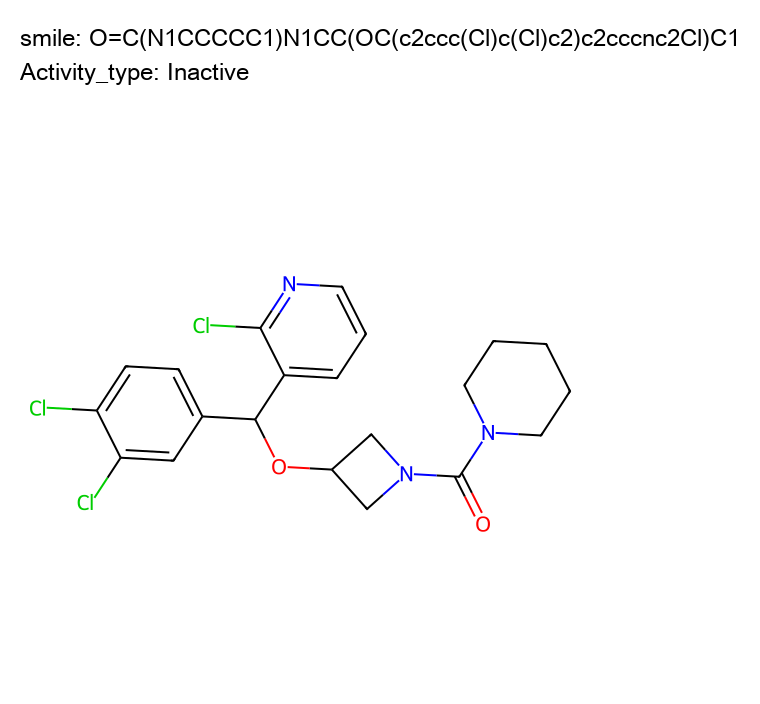 smile: O=C(N1CCCCC1)N1CC(OC(c2ccc(Cl)c(Cl)c2)c2cccnc2Cl)C1
Activity_type: Inactive
N
Cl
Cl
N
O
N
Cl
O